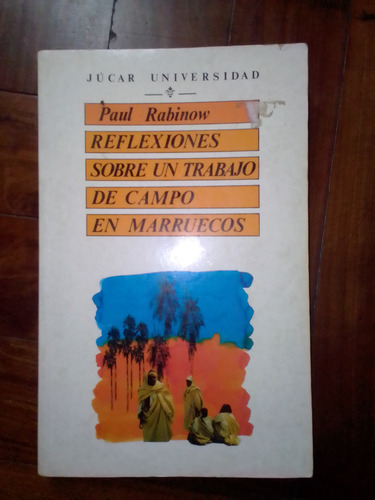 JÚCAR UNIVERSIDAD
Paul Rabinow
REFLEXIONES
SOBRE UN TRABAJO
DE CAMPO
EN MARRUECOS